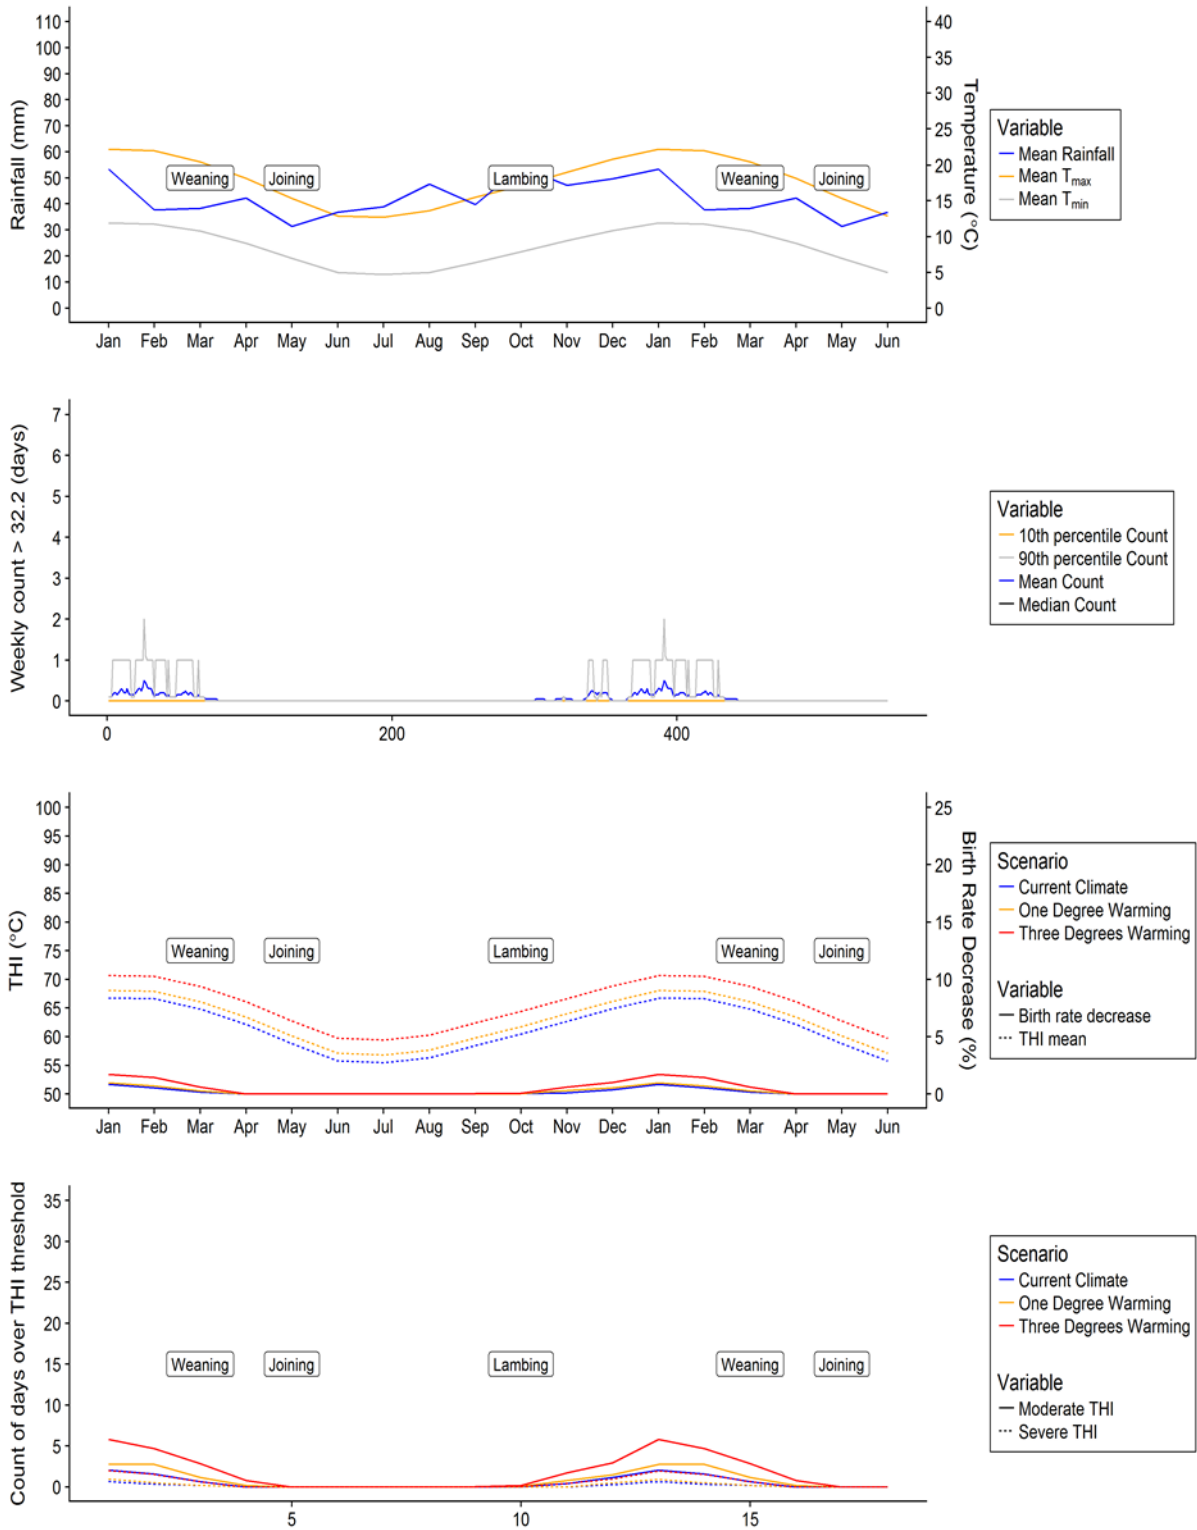 Rainfall (mm)
110
100
90
80
70
60
50
40
30
20
10
0
Weaning
Joining
Lambing
Weaning
Joining
40
35
30
25
20
15
10
5
0
Temperature (°C)
Jan Feb Mar Apr May Jun Jul Aug Sep Oct Nov Dec Jan Feb Mar Apr May Jun
Variable
Mean Rainfall
Mean Tmax
Mean Tmin
Weekly count > 32.2 (days)
7
6
5
4
3
2
1
0
0 200 400
Variable
10th percentile Count
90th percentile Count
Mean Count
Median Count
THI (°C)
100
95
90
85
80
75
70
65
60
55
50
Weaning
Joining
Lambing
Weaning
Joining
25
20
15
10
5
0
Birth Rate Decrease (%)
Jan Feb Mar Apr May Jun Jul Aug Sep Oct Nov Dec Jan Feb Mar Apr May Jun
Scenario
Current Climate
One Degree Warming
Three Degrees Warming
Variable
Birth rate decrease
THI mean
Count of days over THI threshold
35
30
25
20
15
10
5
0
Weaning
Joining
Lambing
Weaning
Joining
5 10 15
Scenario
Current Climate
One Degree Warming
Three Degrees Warming
Variable
Moderate THI
Severe THI